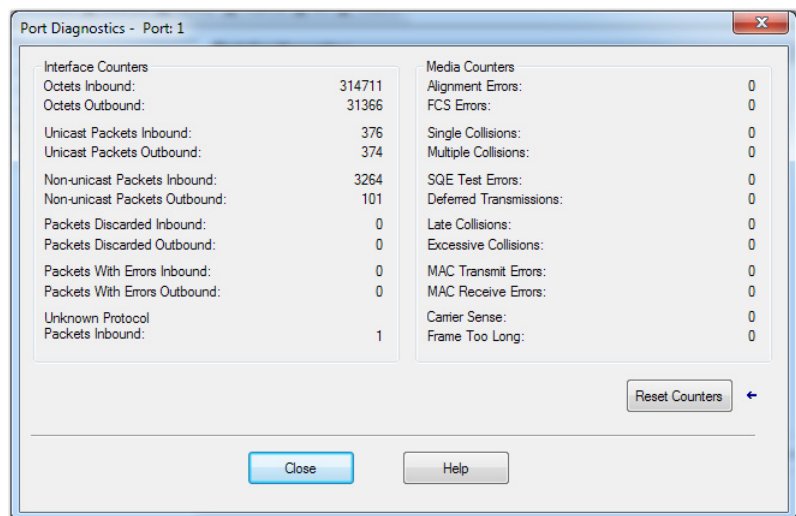 Port Diagnostics - Port: 1
Interface Counters
Octets Inbound: 314711
Octets Outbound: 31366
Unicast Packets Inbound: 376
Unicast Packets Outbound: 374
Non-unicast Packets Inbound: 3264
Non-unicast Packets Outbound: 101
Packets Discarded Inbound: 0
Packets Discarded Outbound: 0
Packets With Errors Inbound: 0
Packets With Errors Outbound: 0
Unknown Protocol
Packets Inbound: 1
Media Counters
Alignment Errors: 0
FCS Errors: 0
Single Collisions: 0
Multiple Collisions: 0
SQE Test Errors: 0
Deferred Transmissions: 0
Late Collisions: 0
Excessive Collisions: 0
MAC Transmit Errors: 0
MAC Receive Errors: 0
Carrier Sense: 0
Frame Too Long: 0
Reset Counters
Close
Help